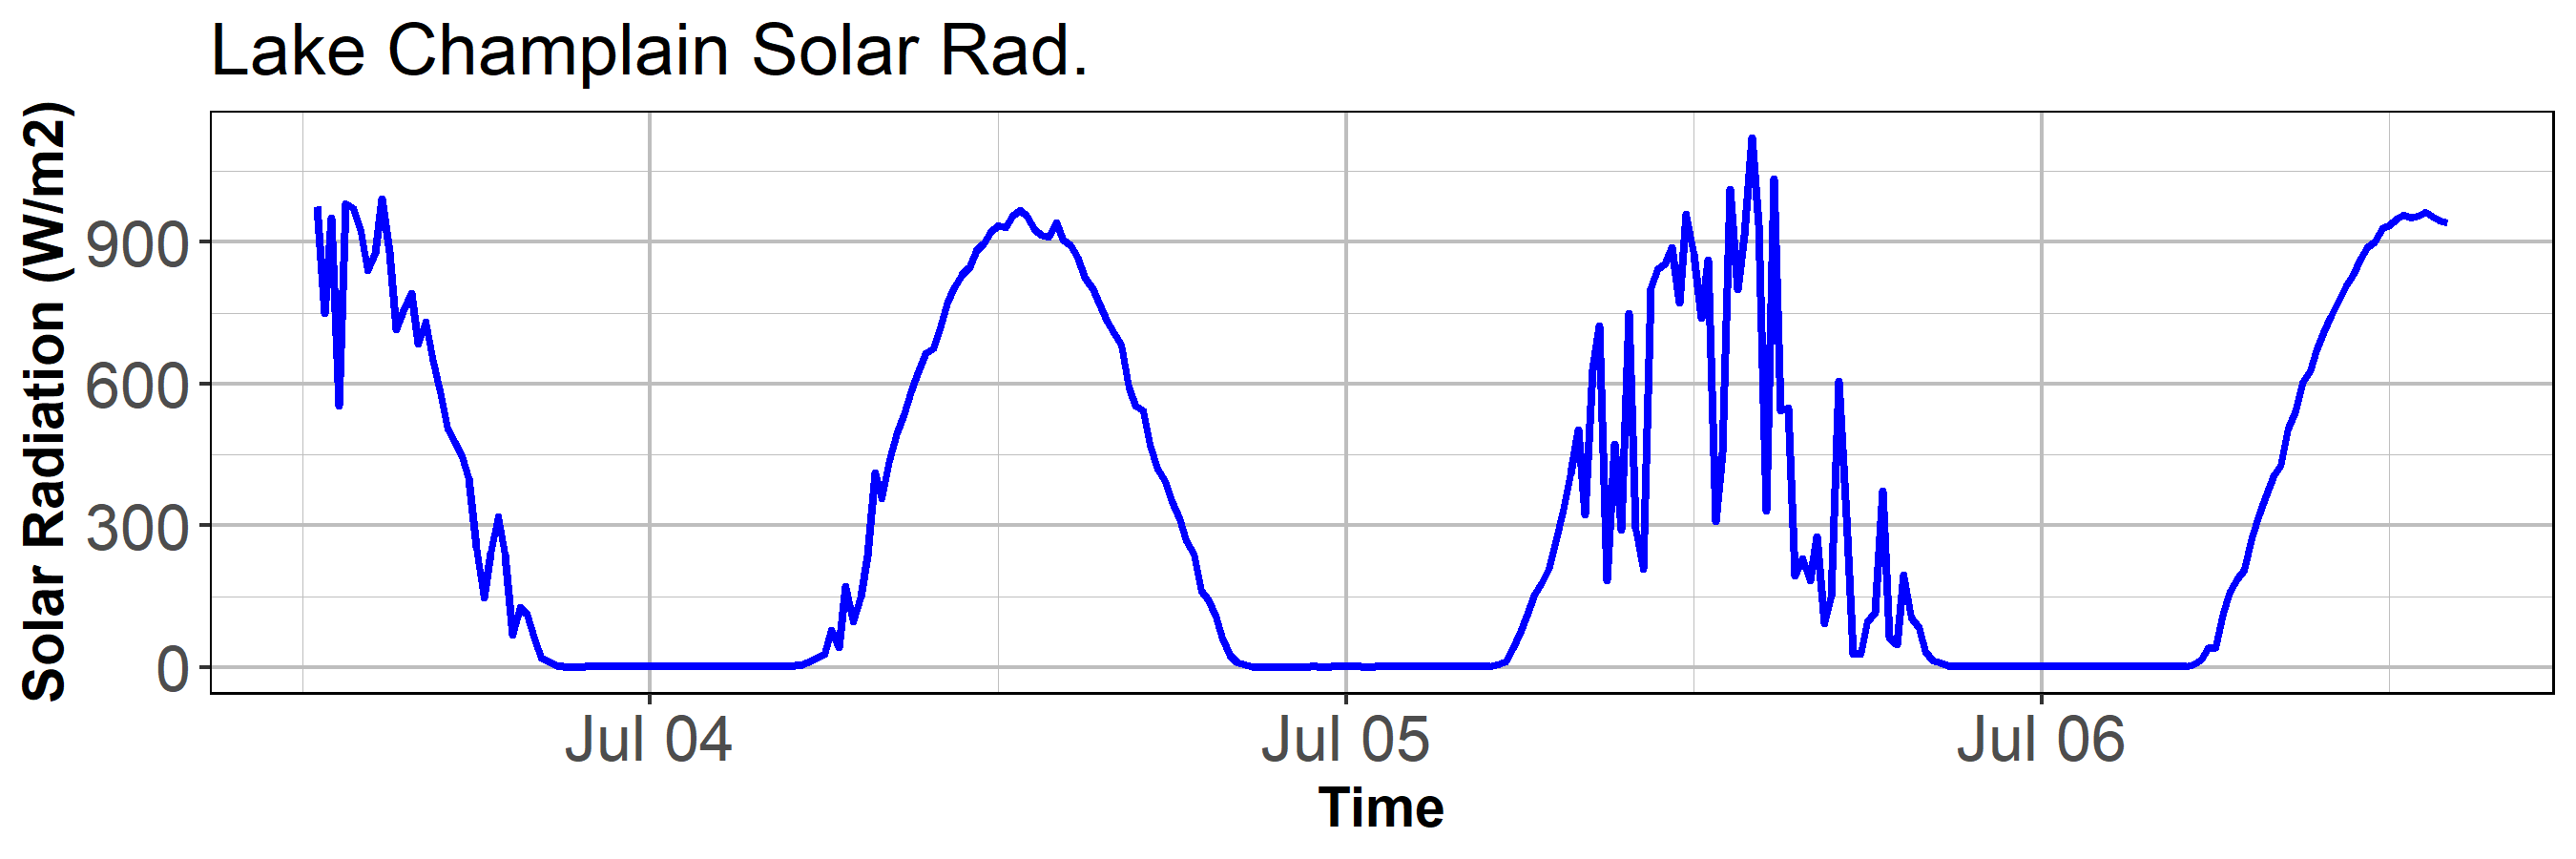 Lake Champlain Solar Rad.
Solar Radiation (W/m2)
900
600
300
0
Jul 04 Jul 05 Jul 06
Time